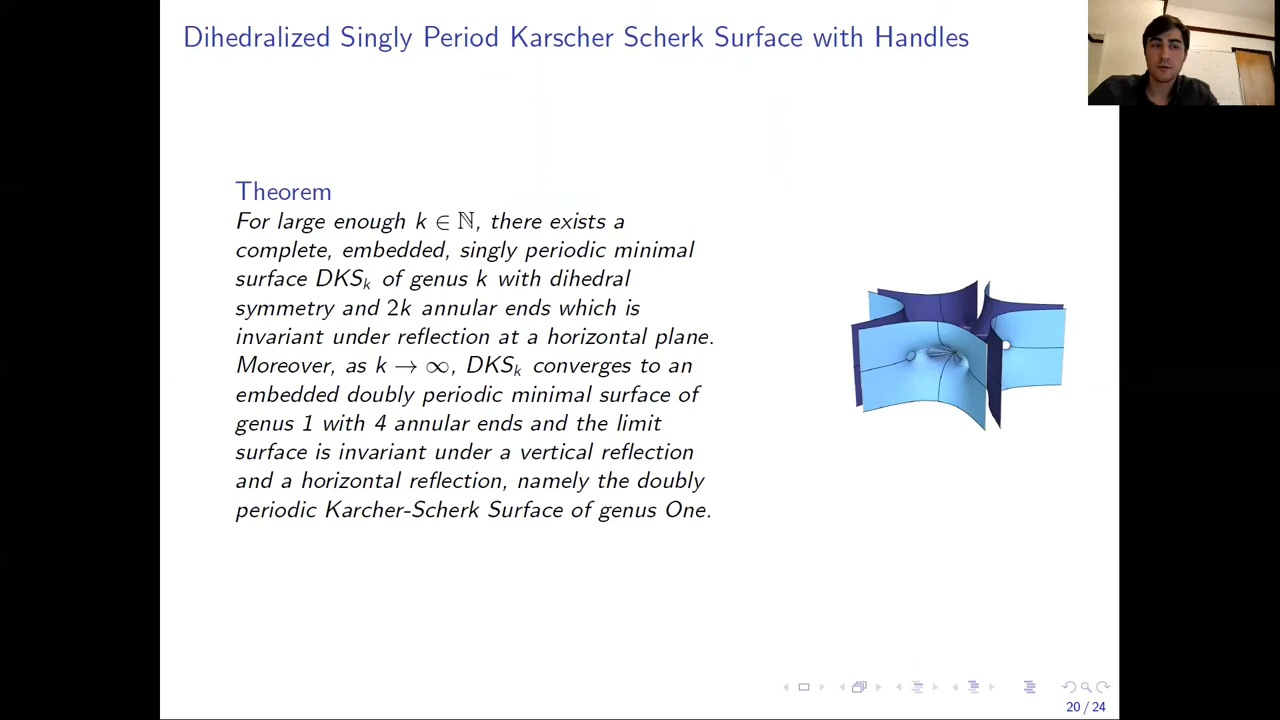 Dihedralized Singly Period Karscher Scherk Surface with Handles
Theorem
For large enough k ∈ ℕ, there exists a
complete, embedded, singly periodic minimal
surface DKSₖ of genus k with dihedral
symmetry and 2k annular ends which is
invariant under reflection at a horizontal plane.
Moreover, as k → ∞, DKSₖ converges to an
embedded doubly periodic minimal surface of
genus 1 with 4 annular ends and the limit
surface is invariant under a vertical reflection
and a horizontal reflection, namely the doubly
periodic Karcher-Scherk Surface of genus One.
20 / 24